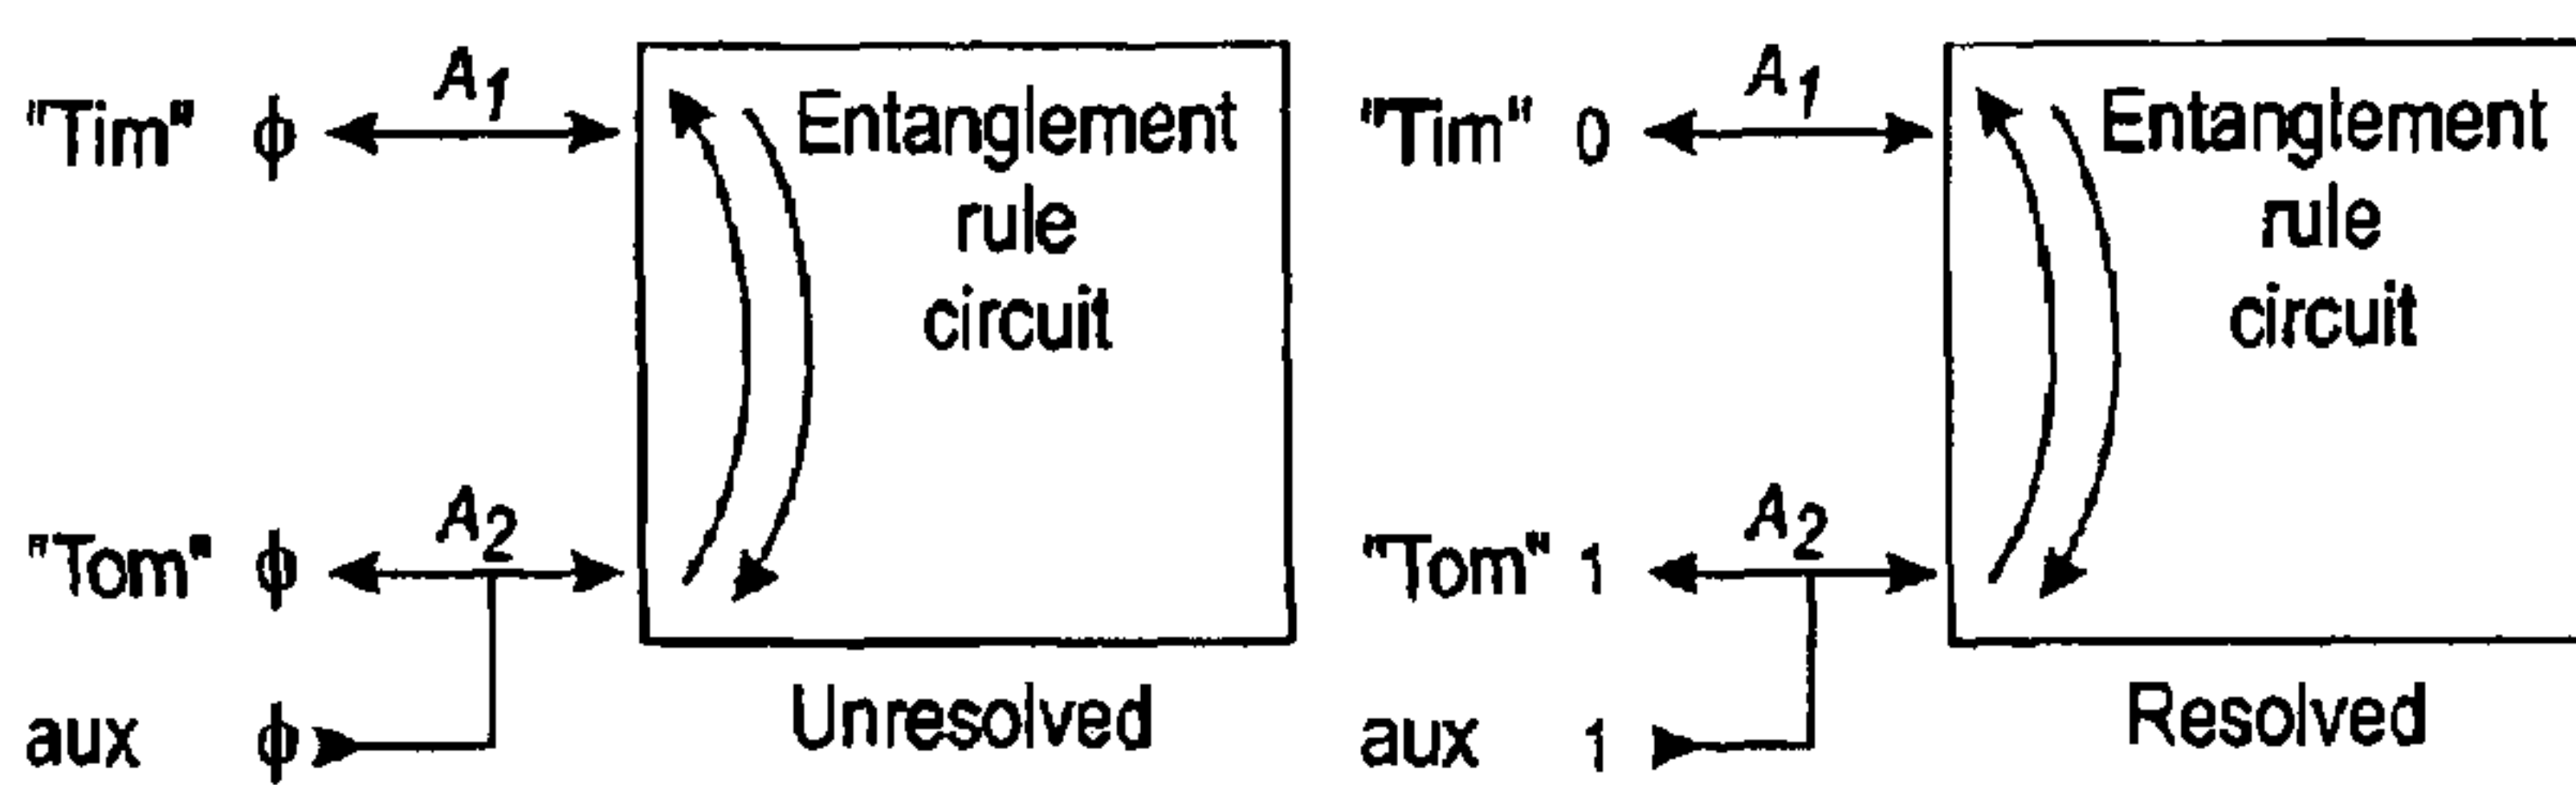 "Tim" ϕ A1 Entanglement
rule
circuit
"Tom" ϕ A2
aux ϕ
Unresolved
"Tim" 0 A1 Entanglement
rule
circuit
"Tom" 1 A2
aux 1
Resolved